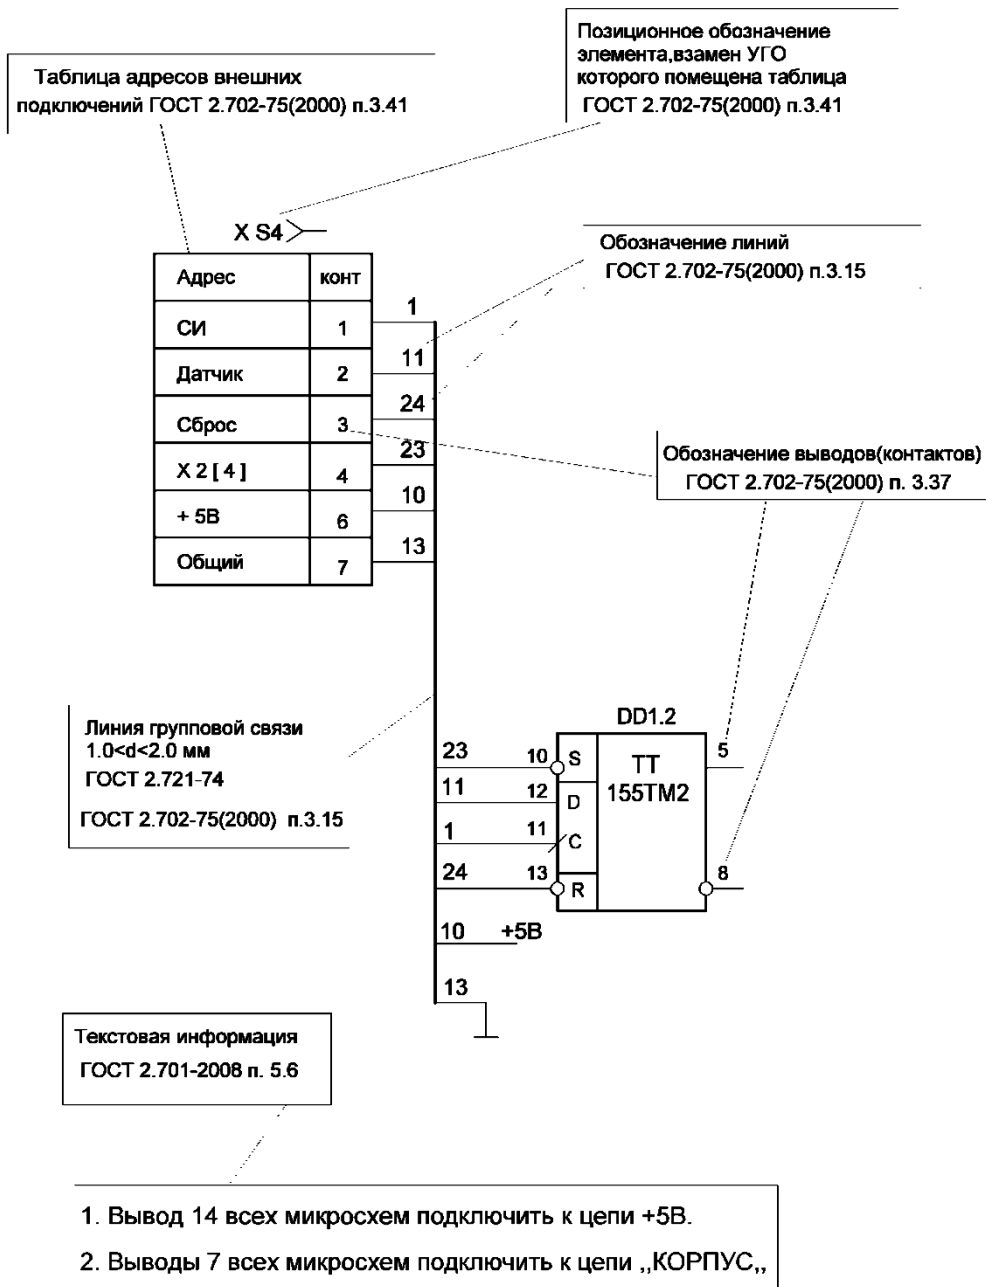 Позиционное обозначение
элемента,взамен УГО
которого помещена таблица
ГОСТ 2.702-75(2000) п.3.41
Таблица адресов внешних
подключений ГОСТ 2.702-75(2000) п.3.41
X S4
Обозначение линий
ГОСТ 2.702-75(2000) п.3.15
Адрес конт
СИ 1 1
Датчик 2 11
Сброс 3 24
X 2 [ 4 ] 4 23
+ 5В 6 10
Общий 7 13
Обозначение выводов(контактов)
ГОСТ 2.702-75(2000) п. 3.37
Линия групповой связи
1.0<d<2.0 мм
ГОСТ 2.721-74
ГОСТ 2.702-75(2000) п.3.15
DD1.2
23 10 S TT 5
11 12 D 155TM2
1 11 C
24 13 R 8
10 +5В
13
Текстовая информация
ГОСТ 2.701-2008 п. 5.6
1. Вывод 14 всех микросхем подключить к цепи +5В.
2. Выводы 7 всех микросхем подключить к цепи ,,КОРПУС,,